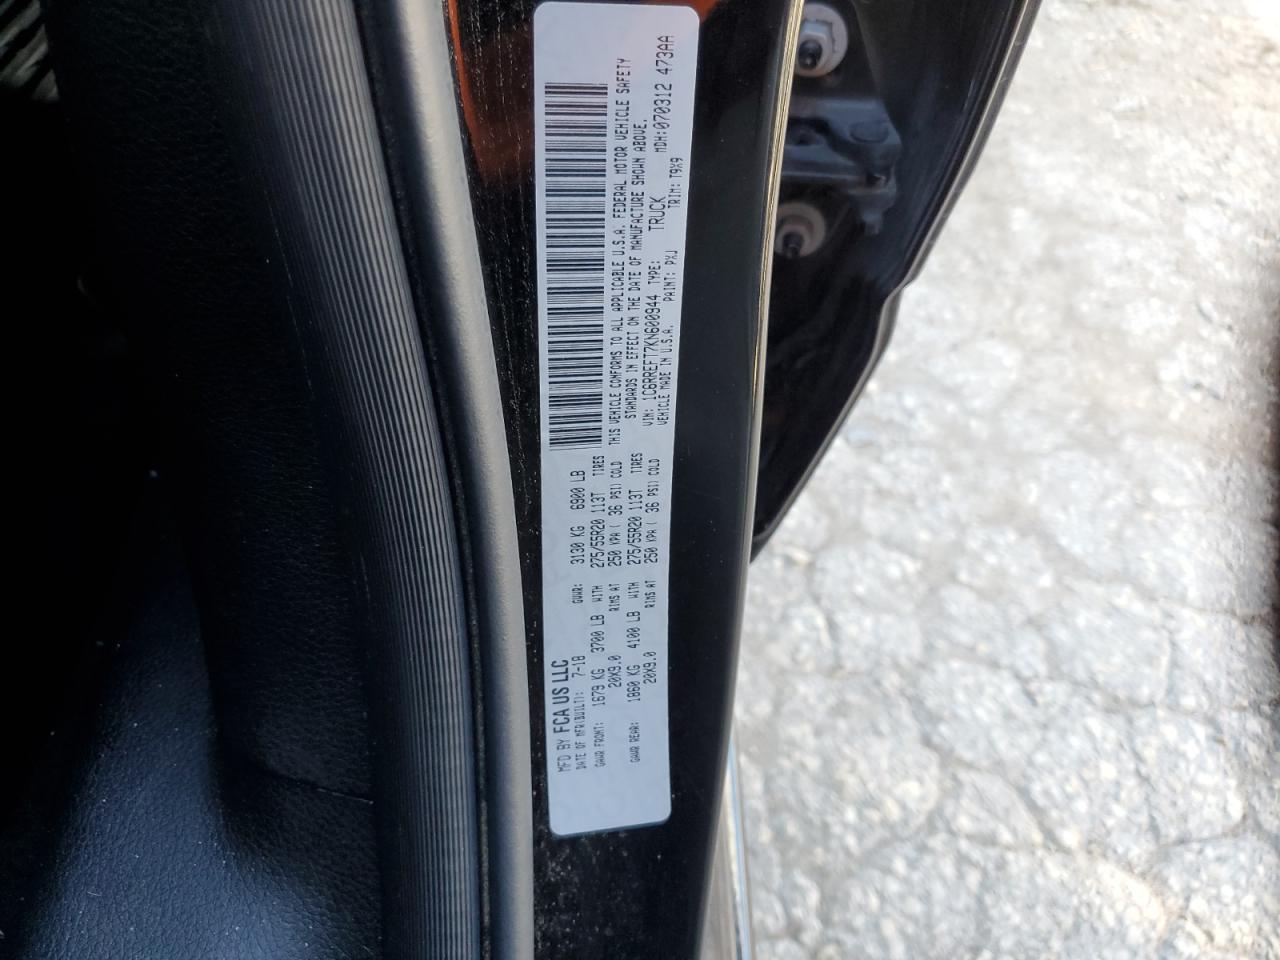 MFD BY FCA US LLC
DATE OF MFR(BUILT): 7-18 GVWR: 3130 KG 6900 LB
GAWR FRONT: 1679 KG 3700 LB WITH 275/55R20 113T TIRES
20X9.0 RIMS AT 250 KPA ( 36 PSI) COLD
GAWR REAR: 1860 KG 4100 LB WITH 275/55R20 113T TIRES
20X9.0 RIMS AT 250 KPA ( 36 PSI) COLD
THIS VEHICLE CONFORMS TO ALL APPLICABLE U.S.A. FEDERAL MOTOR VEHICLE SAFETY
STANDARDS IN EFFECT ON THE DATE OF MANUFACTURE SHOWN ABOVE.
VIN: 1C6RREFT7KN600944 TYPE: TRUCK MDH:070312 473AA
VEHICLE MADE IN U.S.A. PAINT: PXJ TRIM: T9X9